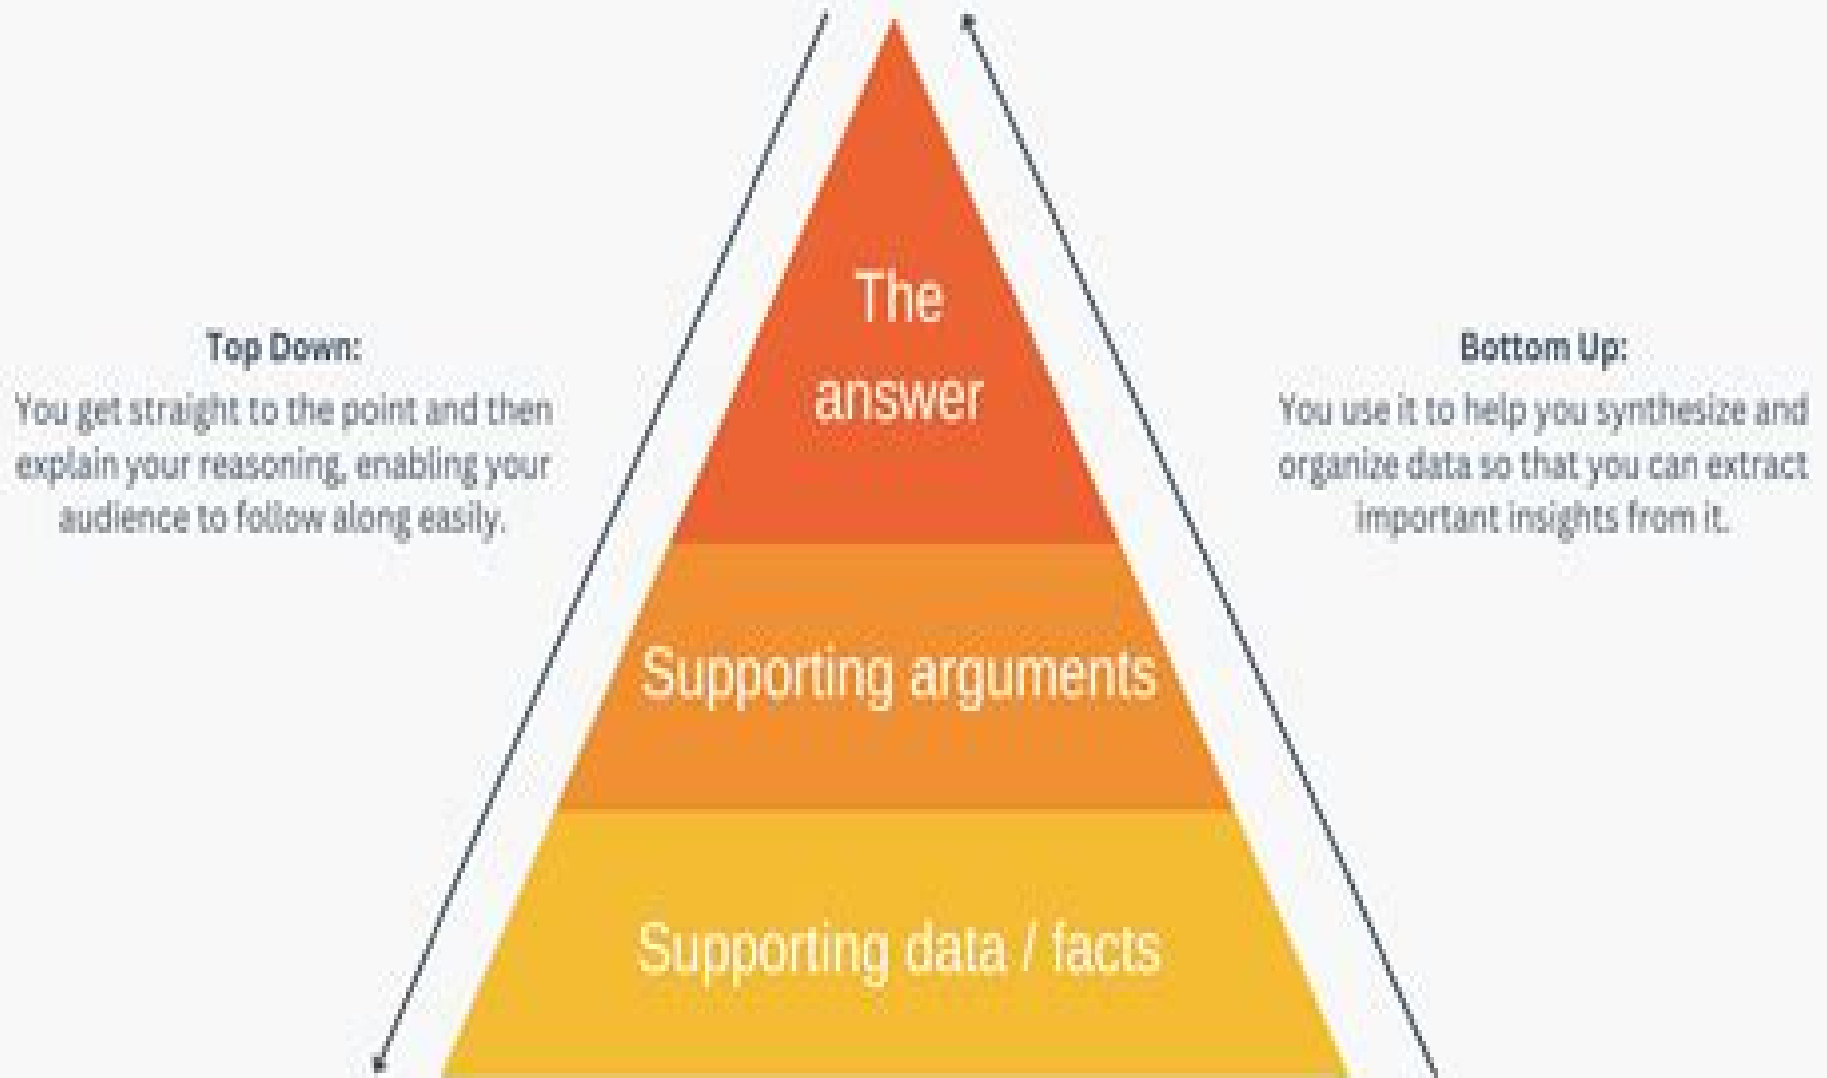 Top Down:
You get straight to the point and then
explain your reasoning, enabling your
audience to follow along easily.
The
answer
Supporting arguments
Supporting data / facts
Bottom Up:
You use it to help you synthesize and
organize data so that you can extract
important insights from it.